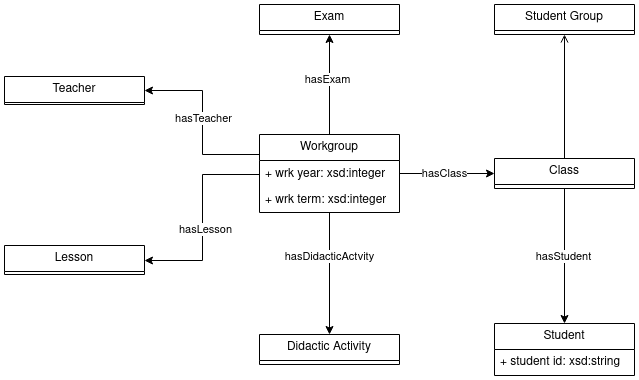 Exam
Student Group
hasExam
Teacher
hasTeacher
Workgroup
+ wrk year: xsd:integer
+ wrk term: xsd:integer
hasClass
Class
hasLesson
Lesson
hasDidacticActvity
hasStudent
Didactic Activity
Student
+ student id: xsd:string